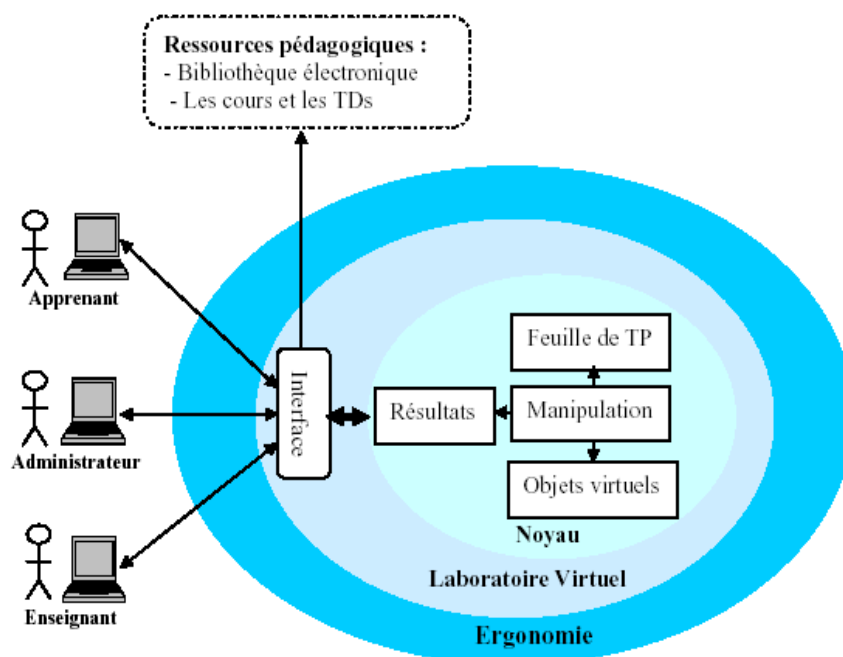 Ressources pédagogiques :
- Bibliothèque électronique
- Les cours et les TDs
Apprenant
Administrateur
Enseignant
Interface
Résultats
Feuille de TP
Manipulation
Objets virtuels
Noyau
Laboratoire Virtuel
Ergonomie